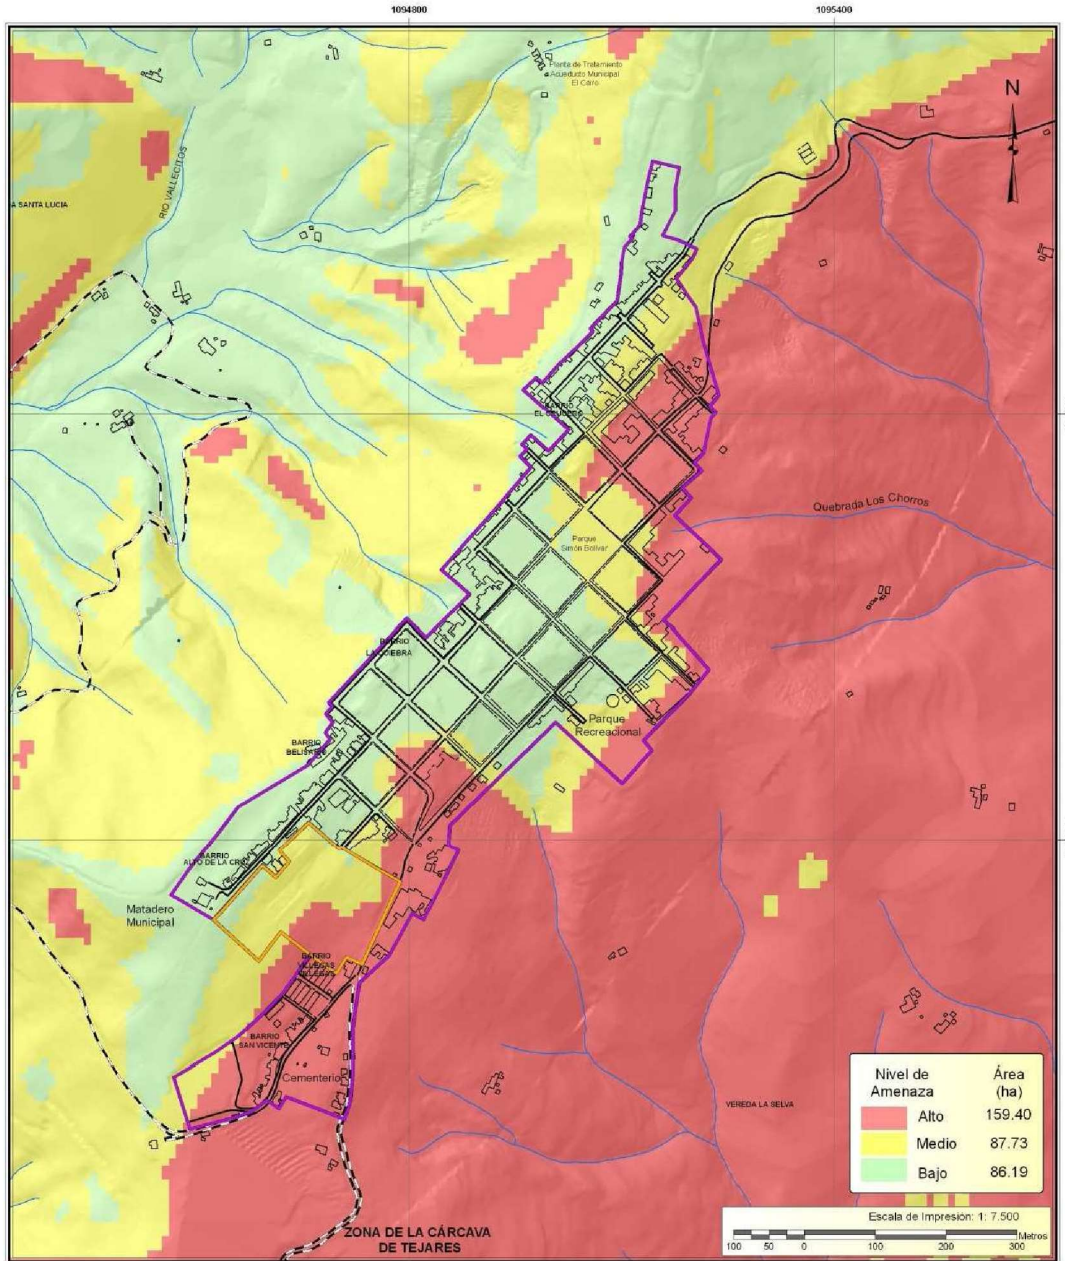 1094800
1095400
Planta de Tratamiento
Acueducto Municipal
El Carro
N
RIO VALLECITOS
A SANTA LUCIA
BARRIO
Quebrada Los Chorros
Parque
Simón Bolívar
BARRIO
LA QUIEBRA
Parque
Recreacional
BARRIO
BELISARIO
BARRIO
ALTO DE LA CRUZ
Matadero
Municipal
BARRIO
VILLEGAS
BARRIO
SAN VICENTE
Cementerio
VEREDA LA SELVA
Nivel de
Amenaza
Área
(ha)
Alto 159.40
Medio 87.73
Bajo 86.19
Escala de Impresión: 1: 7.500
100 50 0 100 200 300 Metros
ZONA DE LA CÁRCAVA
DE TEJARES